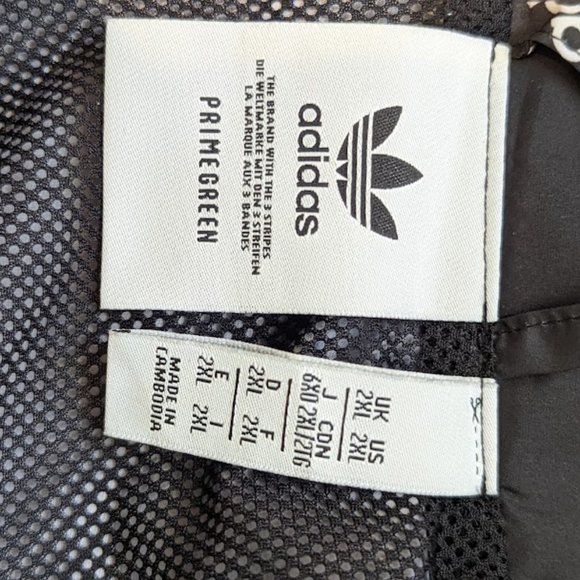 adidas
THE BRAND WITH THE 3 STRIPES
DIE WELTMARKE MIT DEN 3 STREIFEN
LA MARQUE AUX 3 BANDES
PRIMEGREEN
UK US
2XL 2XL
J CDN
6XO 2XL/2TG
D F
2XL 2XL
E I
2XL 2XL
MADE IN
CAMBODIA